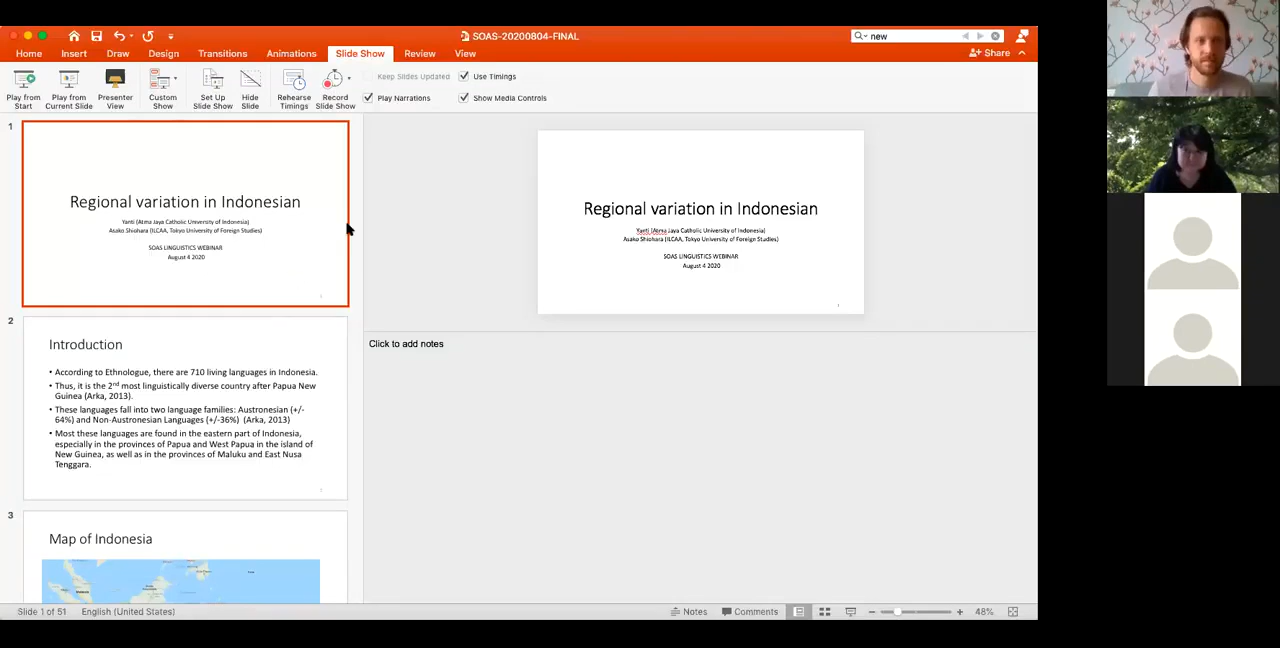 SOAS-20200804-FINAL
new
Home Insert Draw Design Transitions Animations Slide Show Review View
Share
Play from Start
Play from Current Slide
Presenter View
Custom Show
Set Up Slide Show
Hide Slide
Rehearse Timings
Record Slide Show
Keep Slides Updated
Use Timings
Play Narrations
Show Media Controls
1
Regional variation in Indonesian
Yanti (Atma Jaya Catholic University of Indonesia)
Asako Shiohara (ILCAA, Tokyo University of Foreign Studies)
SOAS LINGUISTICS WEBINAR
August 4 2020
2
Introduction
• According to Ethnologue, there are 710 living languages in Indonesia.
• Thus, it is the 2nd most linguistically diverse country after Papua New
Guinea (Arka, 2013).
• These languages fall into two language families: Austronesian (+/-
64%) and Non-Austronesian Languages (+/-36%) (Arka, 2013)
• Most these languages are found in the eastern part of Indonesia,
especially in the provinces of Papua and West Papua in the island of
New Guinea, as well as in the provinces of Maluku and East Nusa
Tenggara.
3
Map of Indonesia
Regional variation in Indonesian
Yanti (Atma Jaya Catholic University of Indonesia)
Asako Shiohara (ILCAA, Tokyo University of Foreign Studies)
SOAS LINGUISTICS WEBINAR
August 4 2020
1
Click to add notes
Slide 1 of 51 English (United States)
Notes Comments 48%